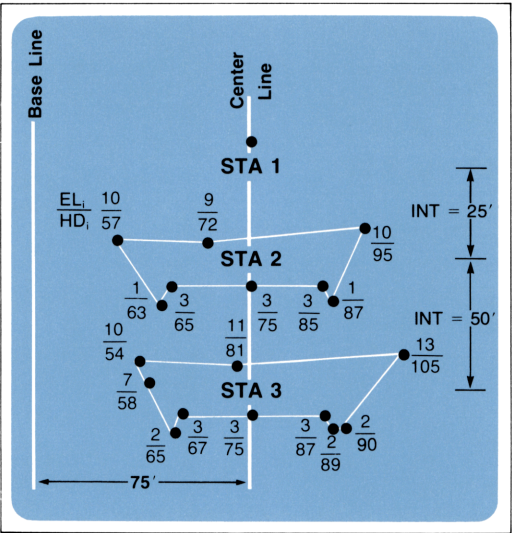 Base Line
Center
Line
STA 1
EL i / HD i
10/57
9/72
INT = 25′
10/95
STA 2
1/63
3/65
3/75
3/85
1/87
10/54
11/81
INT = 50′
13/105
7/58
STA 3
2/65
3/67
3/75
3/87
2/89
2/90
75′